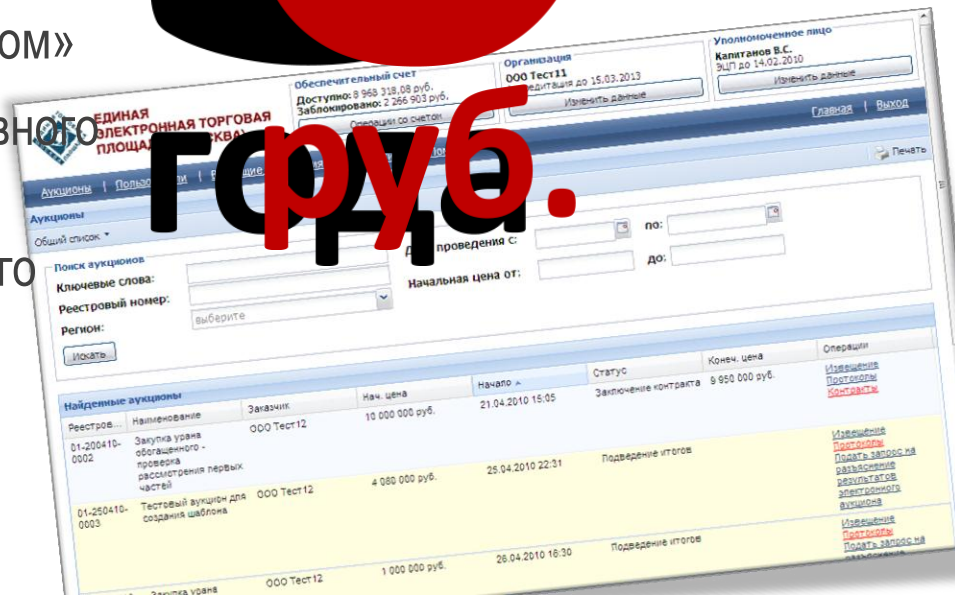 ОМ»
вного
го
года
руб.
ЕДИНАЯ
ЭЛЕКТРОННАЯ ТОРГОВАЯ
Обеспечительный счет
Доступно: 8 968 318,08 руб.
Заблокировано: 2 266 903 руб.
Операции со счетом
Организация
ООО Тест11
до 15.03.2013
Изменить данные
Уполномоченное лицо
Капитанов В.С.
ЭЦП до 14.02.2010
Изменить данные
Главная | Выход
Аукционы |
Печать
Аукционы
Общий список
Поиск аукционов
Ключевые слова:
проведения с:
по:
Реестровый номер:
Начальная цена от:
до:
Регион:
выберите
Искать
Найденные аукционы
Реестров... Наименование Заказчик Нач. цена Начало Статус Конеч. цена Операции
01-200410-0002 Закупка урана обогащенного - проверка рассмотрения первых частей ООО Тест12 10 000 000 руб. 21.04.2010 15:05 Заключение контракта 9 950 000 руб. Извещение Протоколы Контракты
01-250410-0003 Тестовый аукцион для создания шаблона ООО Тест12 4 080 000 руб. 25.04.2010 22:31 Подведение итогов Извещение Протоколы Подать запрос на разъяснение результатов электронного аукциона
Закупка урана ООО Тест12 1 000 000 руб. 26.04.2010 16:30 Подведение итогов Извещение Протоколы Подать запрос на